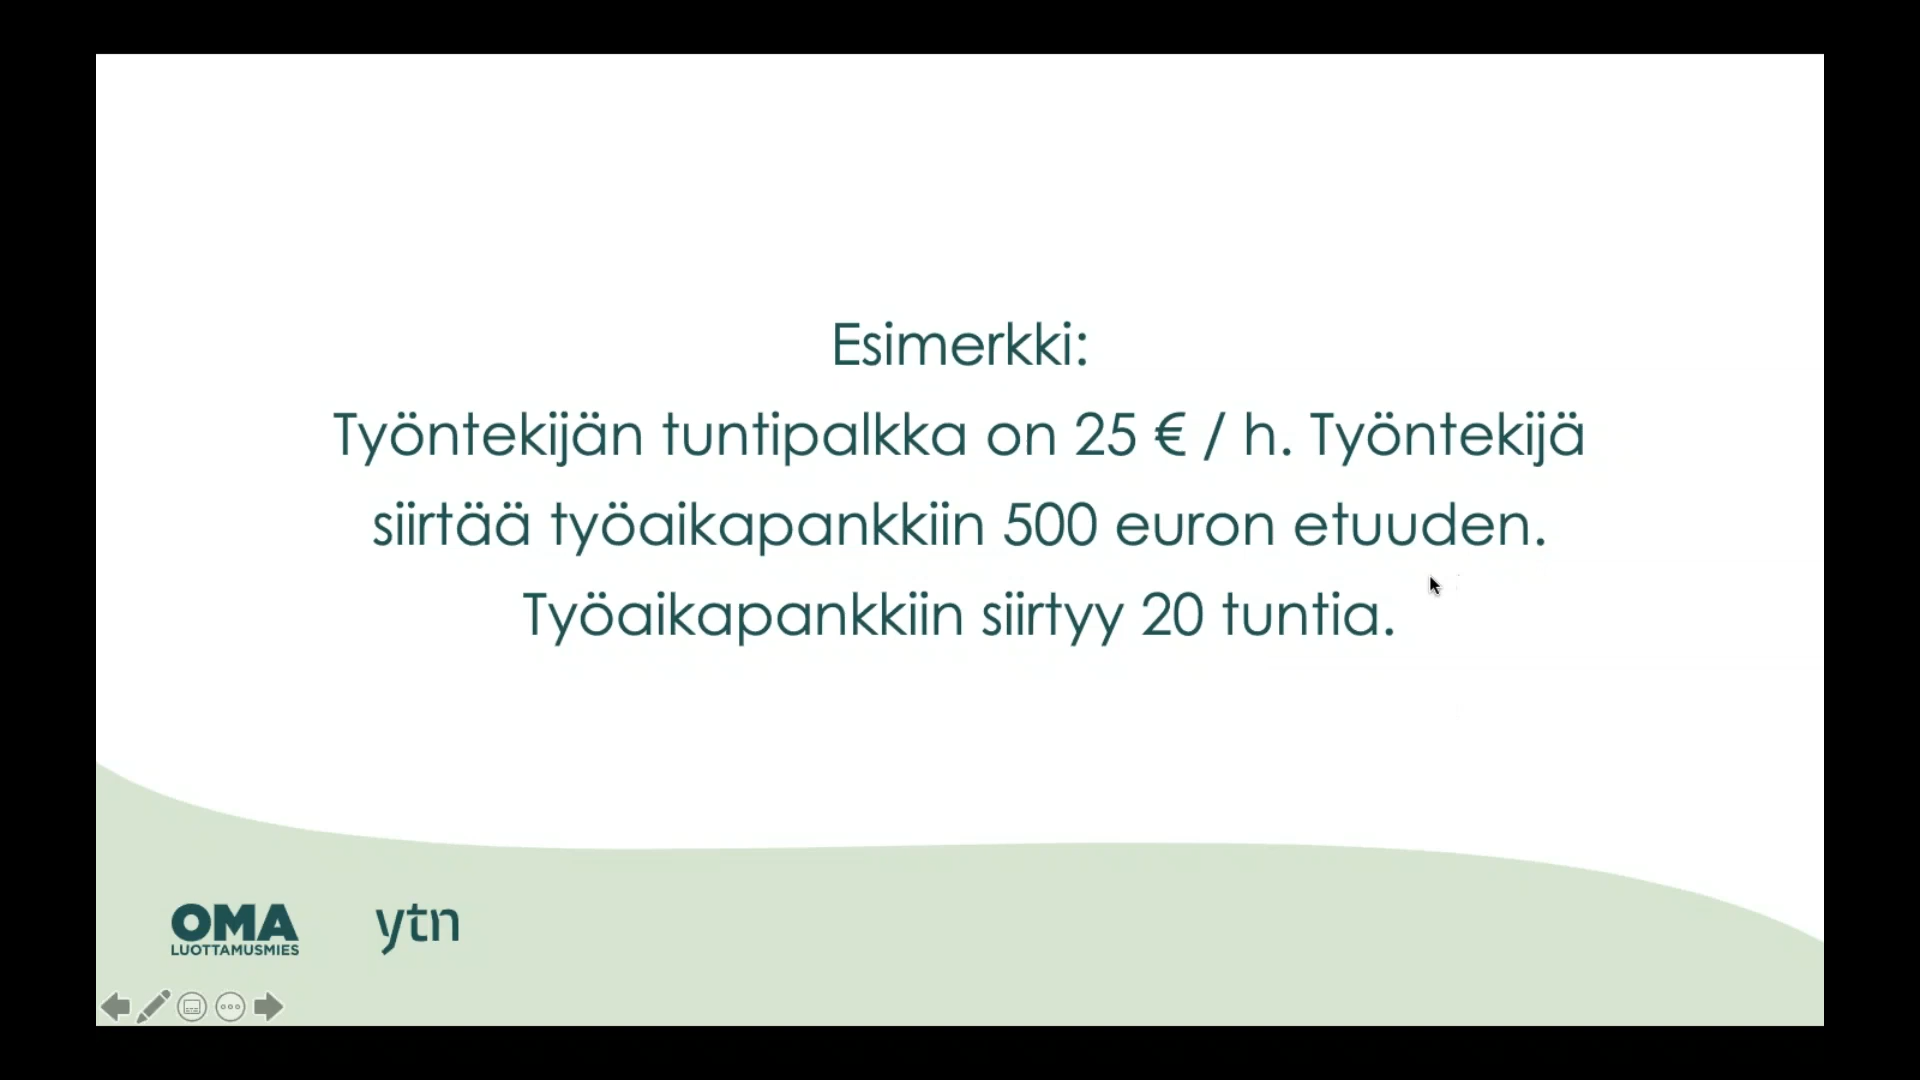 Esimerkki:
Työntekijän tuntipalkka on 25 € / h. Työntekijä
siirtää työaikapankkiin 500 euron etuuden.
Työaikapankkiin siirtyy 20 tuntia.
OMA
LUOTTAMUSMIES
ytn